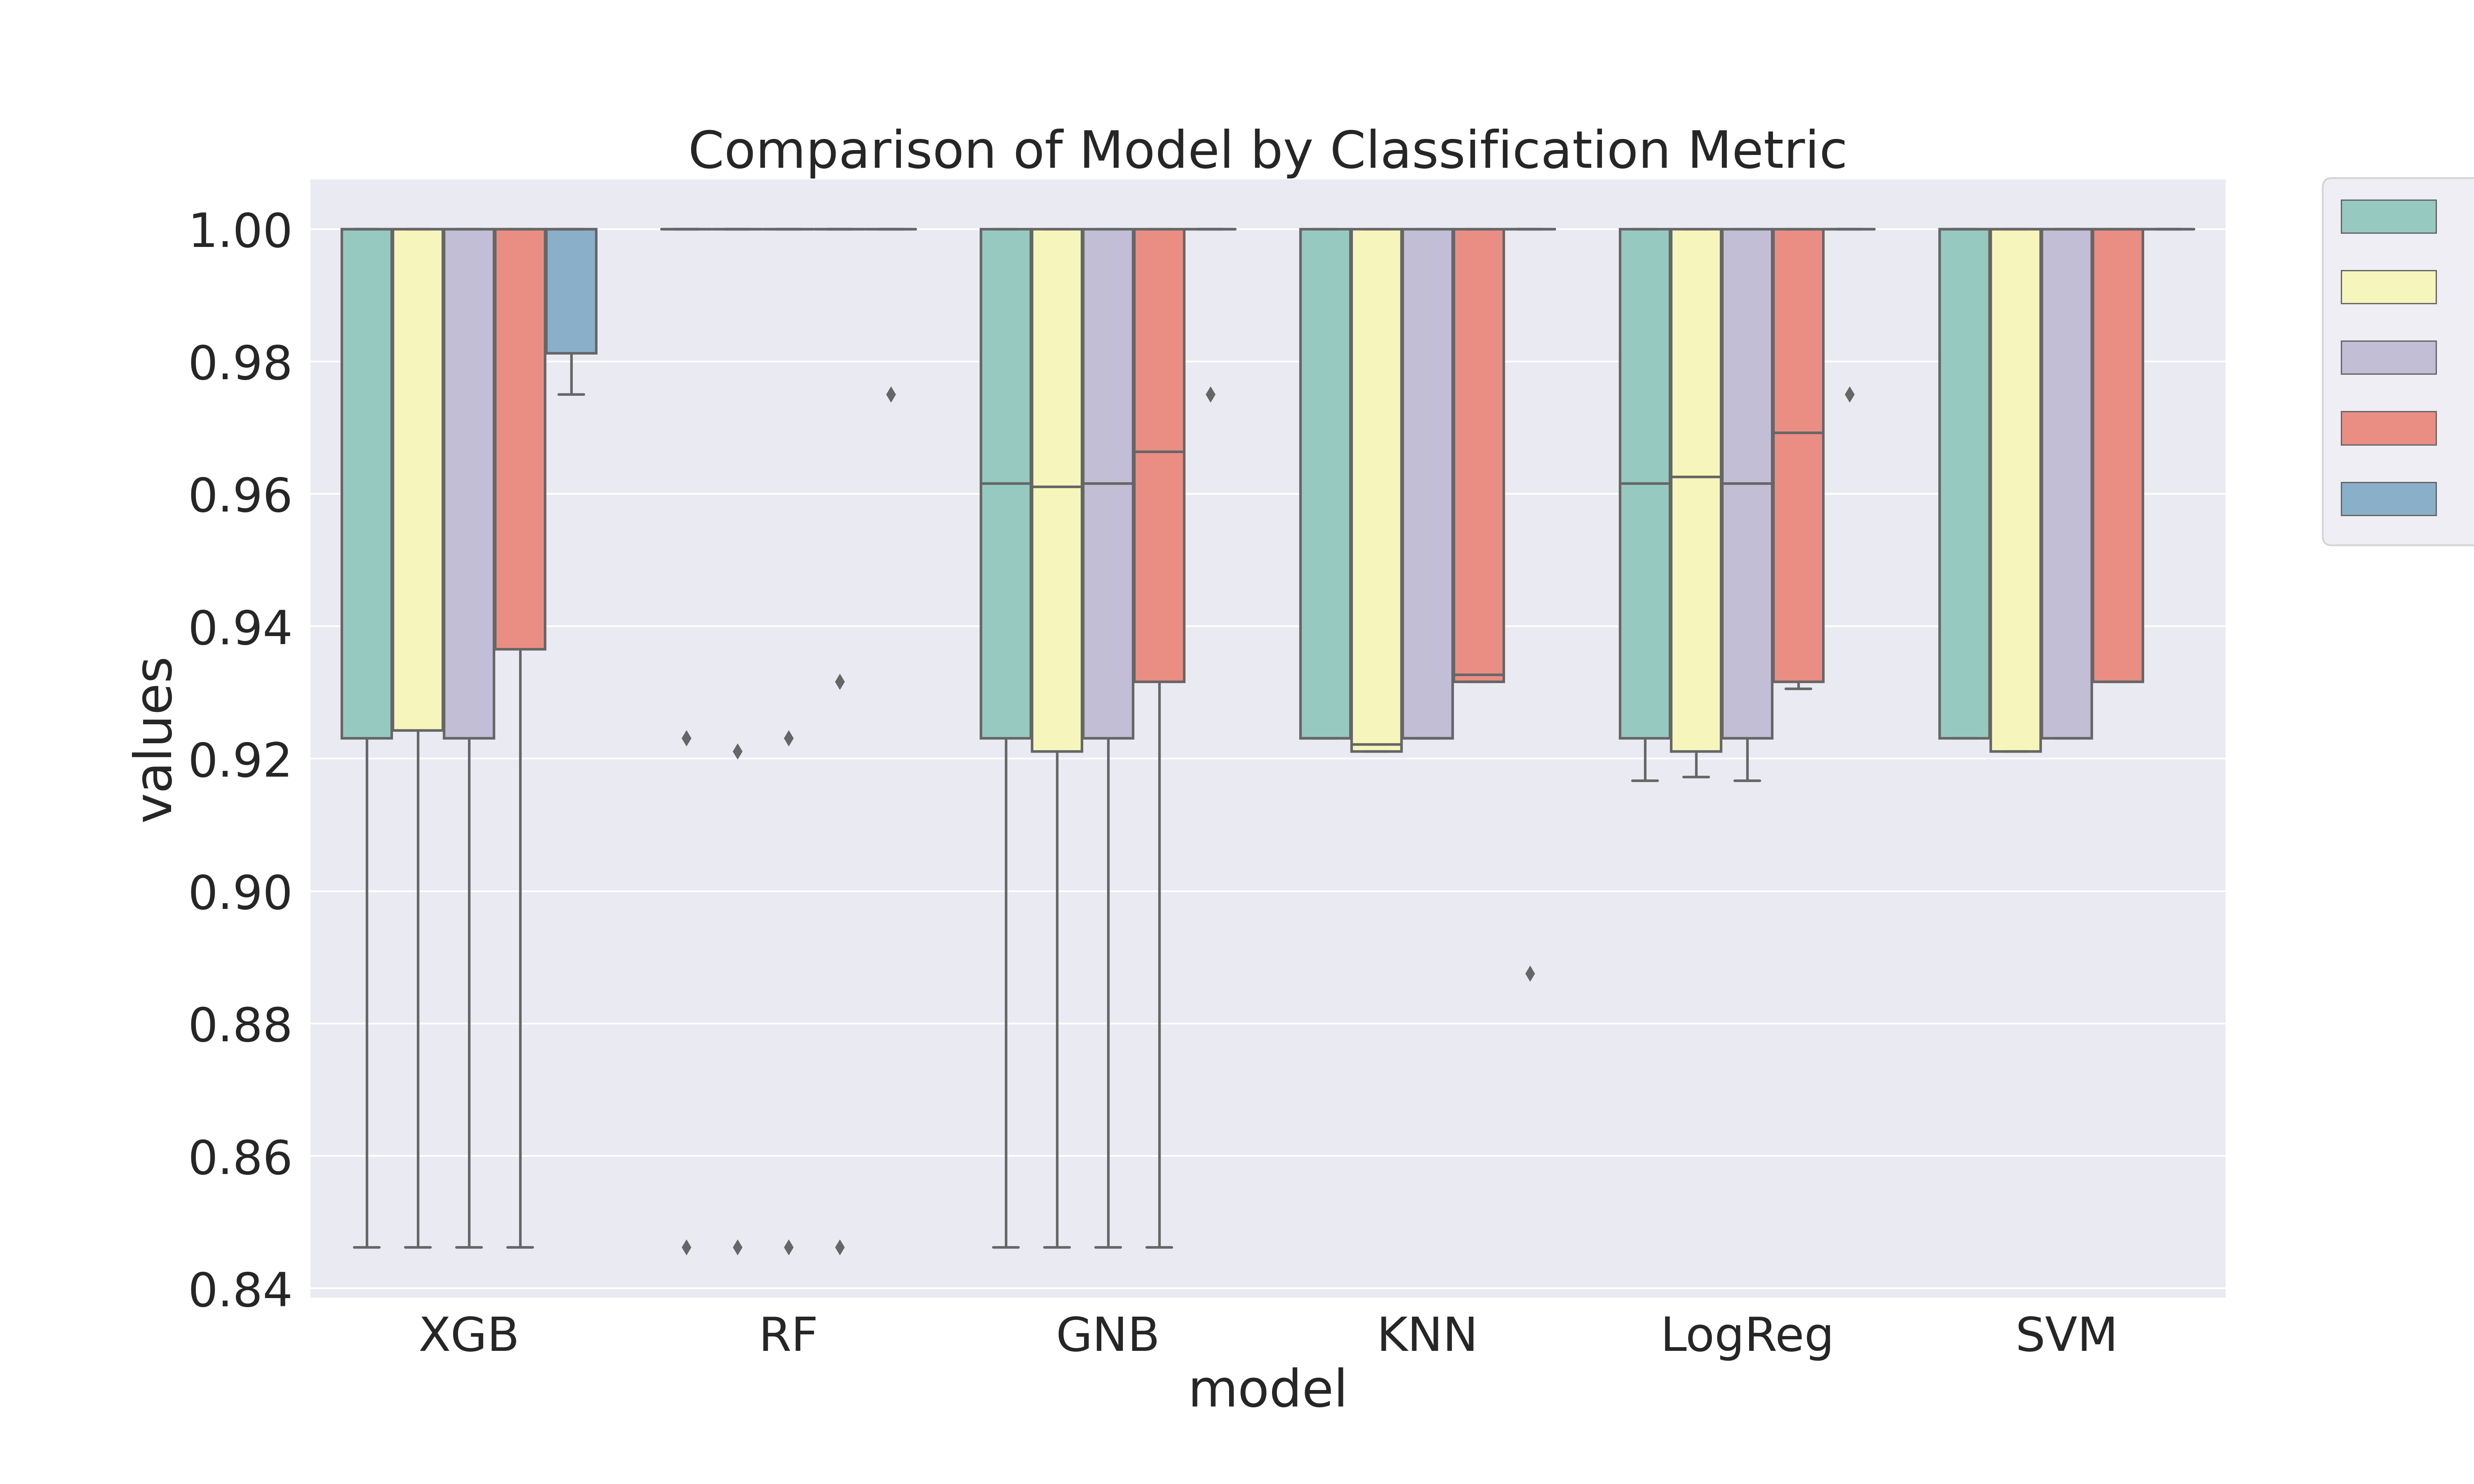 Comparison of Model by Classification Metric
1.00
0.98
0.96
0.94
0.92
0.90
0.88
0.86
0.84
values
XGB RF GNB KNN LogReg SVM
model